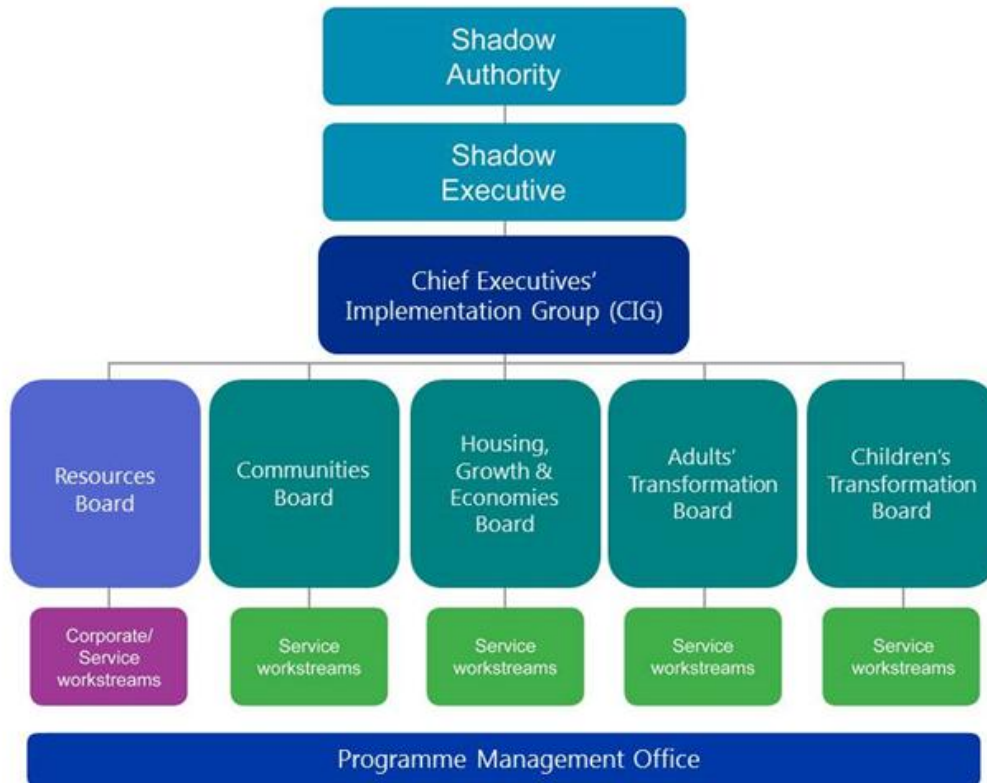 Shadow
Authority
Shadow
Executive
Chief Executives'
Implementation Group (CIG)
Resources
Board
Communities
Board
Housing,
Growth &
Economies
Board
Adults'
Transformation
Board
Children's
Transformation
Board
Corporate/
Service
workstreams
Service
workstreams
Service
workstreams
Service
workstreams
Service
workstreams
Programme Management Office